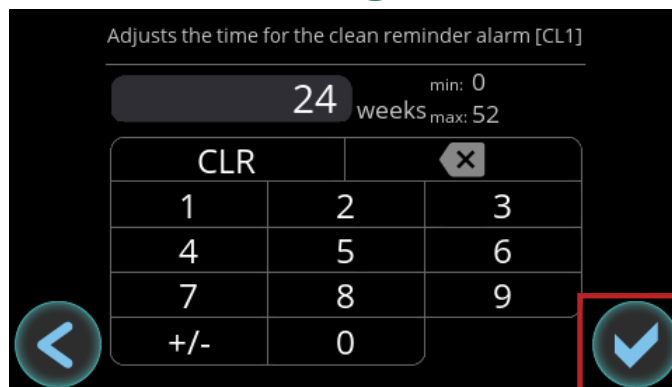 Adjusts the time for the clean reminder alarm [CL1]
24 weeks min: 0
max: 52
CLR
1 2 3
4 5 6
7 8 9
+/- 0